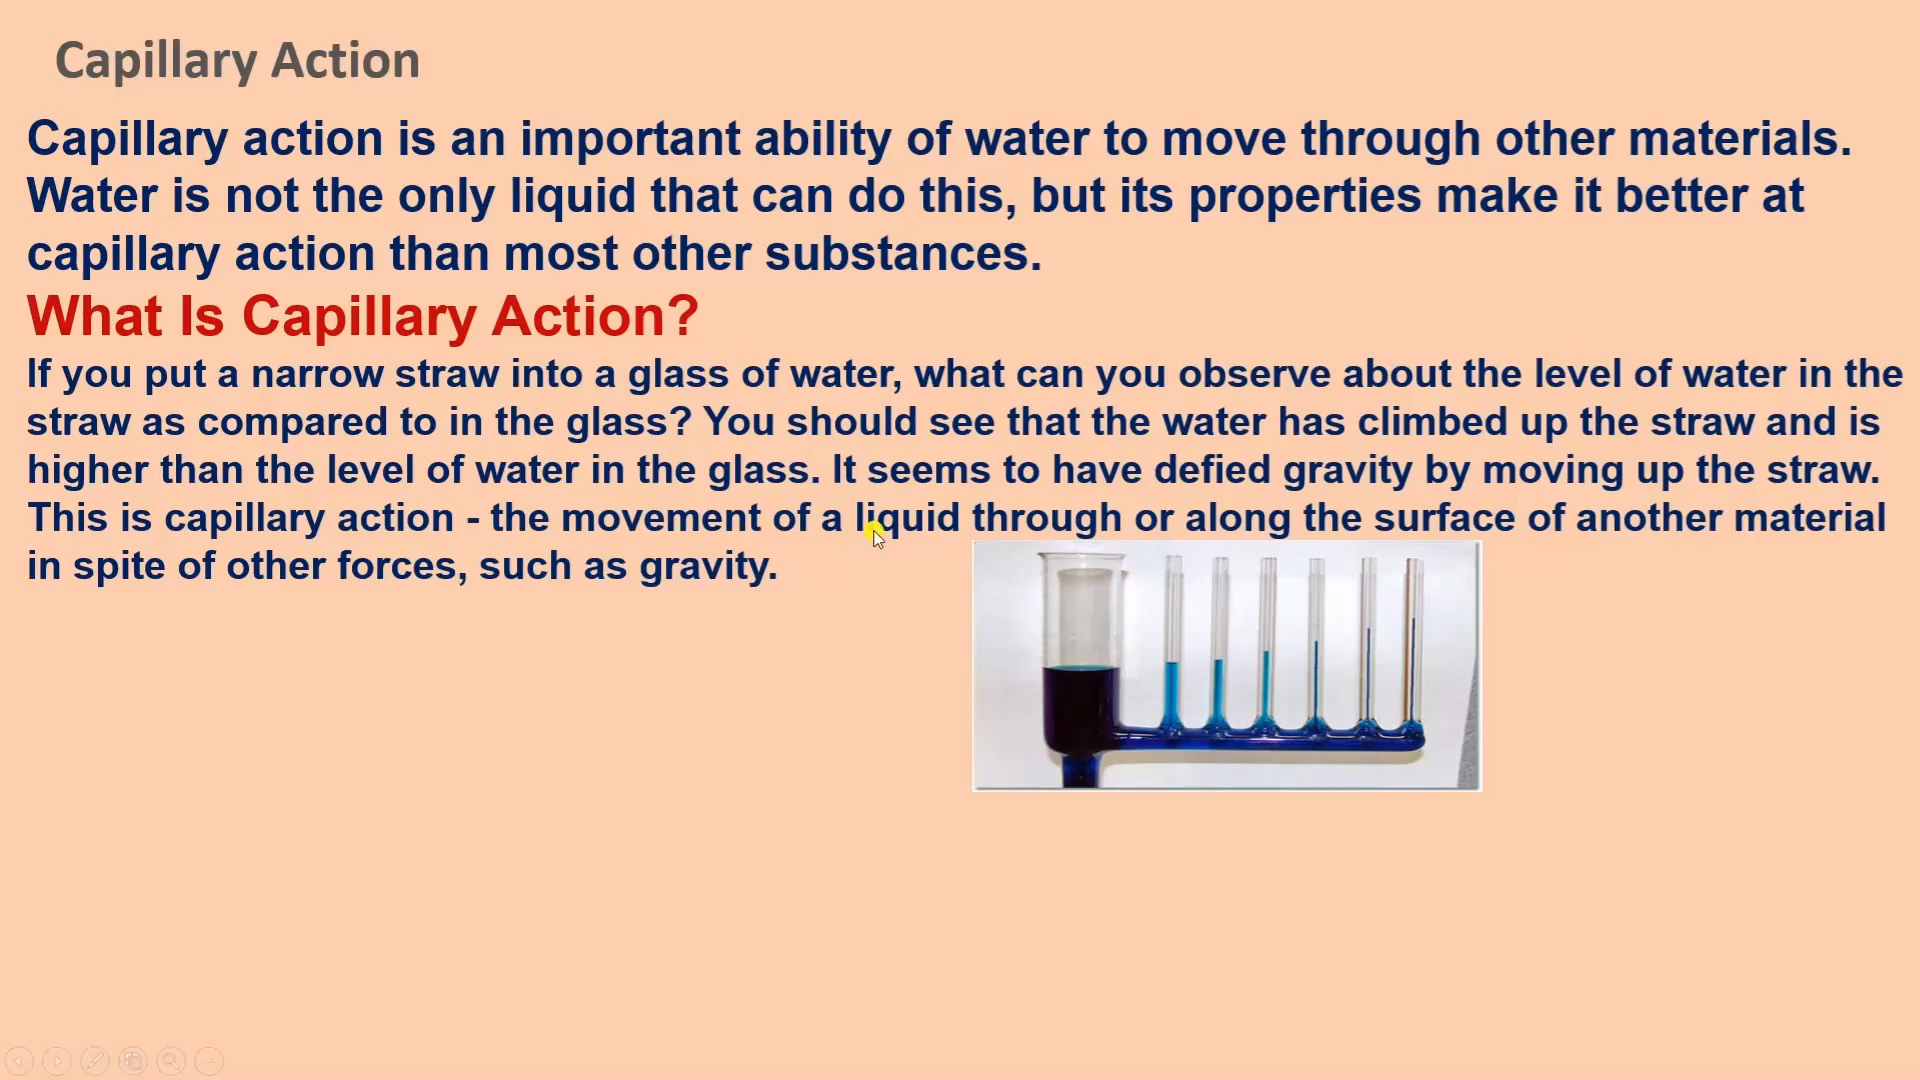 Capillary Action
Capillary action is an important ability of water to move through other materials.
Water is not the only liquid that can do this, but its properties make it better at
capillary action than most other substances.
What Is Capillary Action?
If you put a narrow straw into a glass of water, what can you observe about the level of water in the
straw as compared to in the glass? You should see that the water has climbed up the straw and is
higher than the level of water in the glass. It seems to have defied gravity by moving up the straw.
This is capillary action - the movement of a liquid through or along the surface of another material
in spite of other forces, such as gravity.